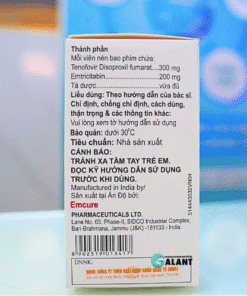 Thành phần
Mỗi viên nén bao phim chứa:
Tenofovir Disoproxil fumarat....300 mg
Emtricitabin.........................200 mg
Tá dược..............................vừa đủ
Liều dùng: Theo hướng dẫn của bác sĩ.
Chỉ định, chống chỉ định, cách dùng,
thận trọng & các thông tin khác:
Vui lòng xem tờ hướng dẫn sử dụng
Bảo quản: dưới 30°C
Tiêu chuẩn: Nhà sản xuất
CẢNH BÁO:
TRÁNH XA TẦM TAY TRẺ EM.
ĐỌC KỸ HƯỚNG DẪN SỬ DỤNG
TRƯỚC KHI DÙNG.
Manufactured in India by/
Sản xuất tại Ấn Độ bởi:
Emcure
PHARMACEUTICALS LTD.
Lane No. 03, Phase-II, SIDCO Industrial Complex,
Bari-Brahmana, Jammu (J&K) -181133 - India.
GALANT
DNNK: